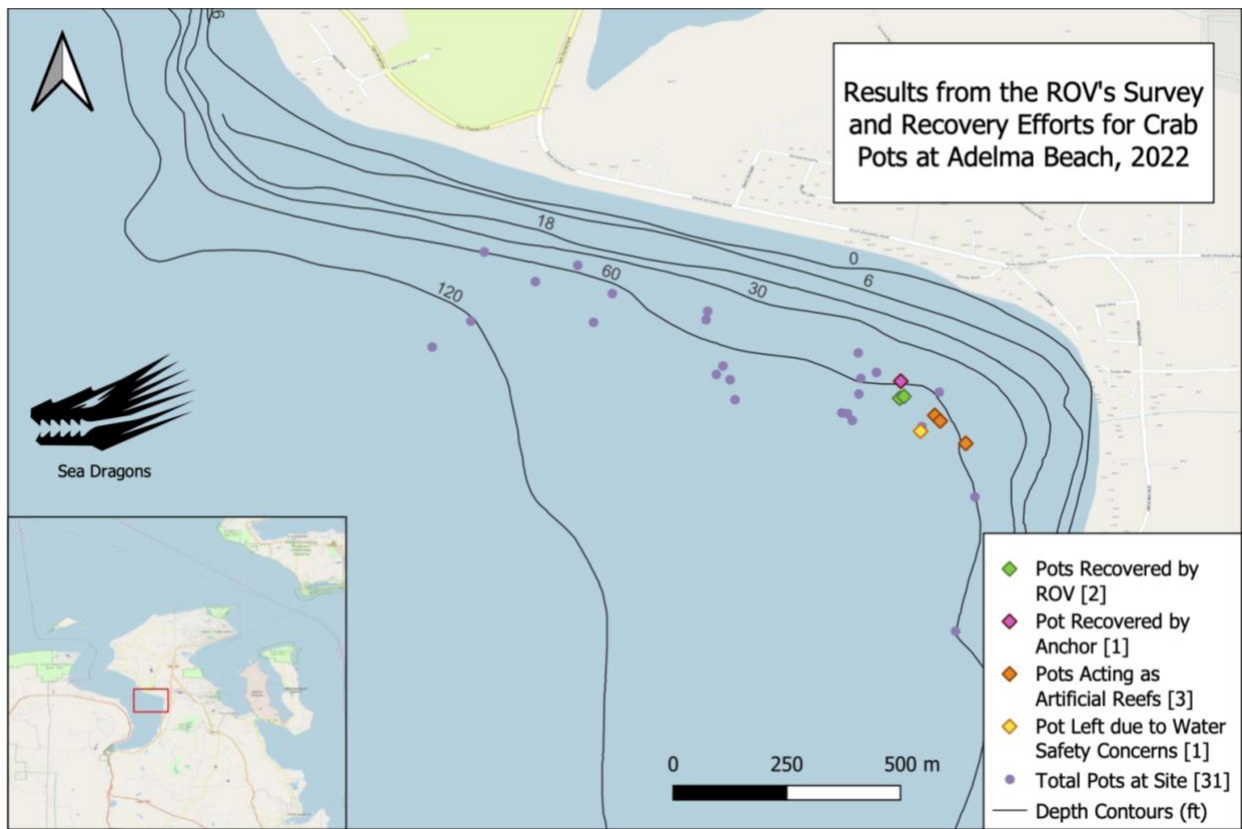 Results from the ROV's Survey
and Recovery Efforts for Crab
Pots at Adelma Beach, 2022
18
0
6
60
30
120
Sea Dragons
0 250 500 m
Pots Recovered by
ROV [2]
Pot Recovered by
Anchor [1]
Pots Acting as
Artificial Reefs [3]
Pot Left due to Water
Safety Concerns [1]
Total Pots at Site [31]
Depth Contours (ft)